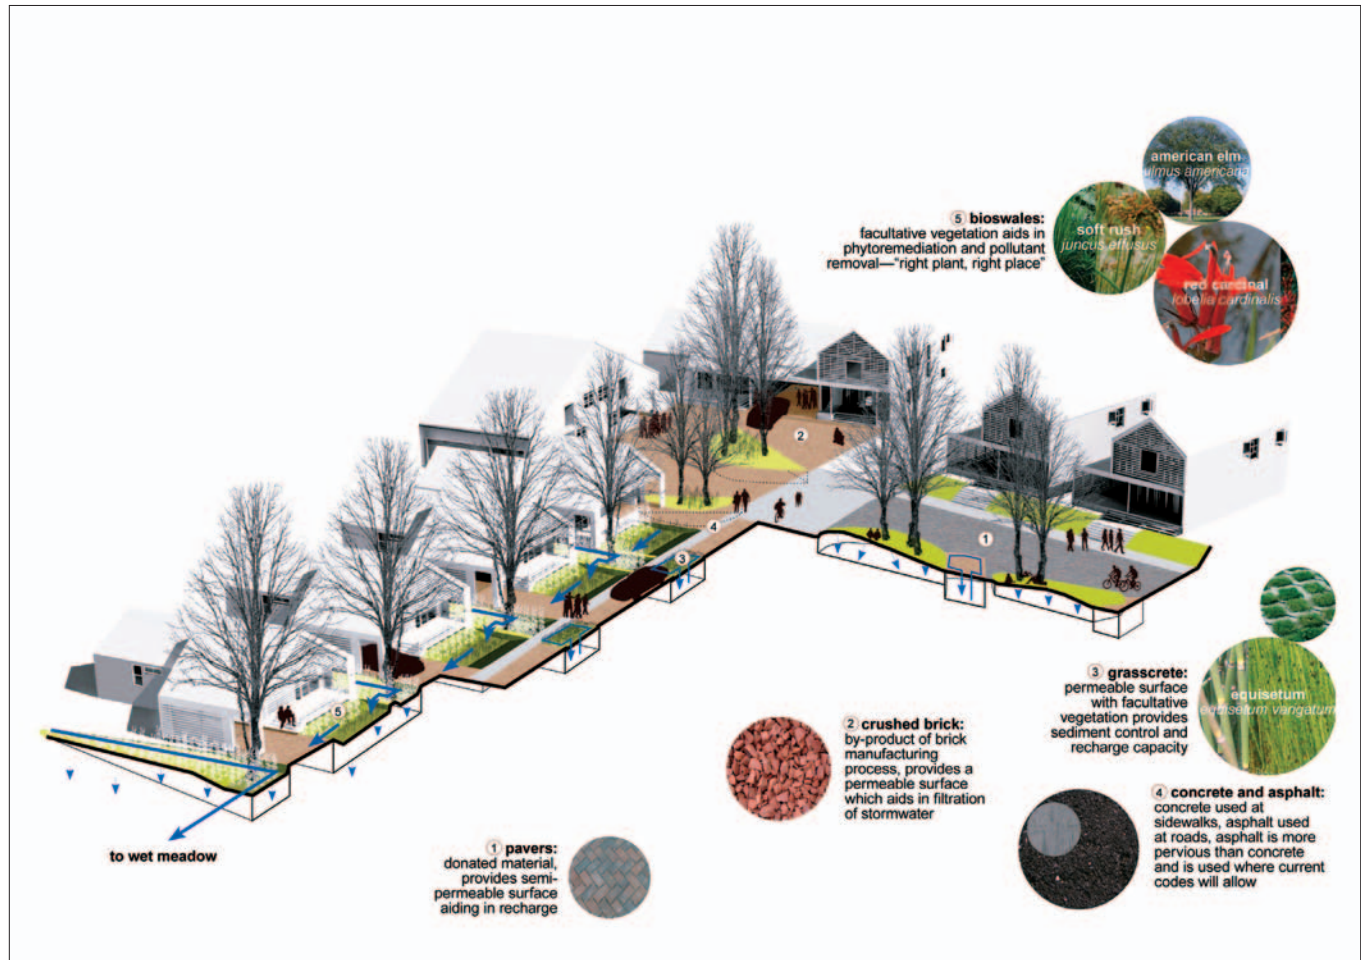 american elm
ulmus americana
⑤ bioswales:
facultative vegetation aids in
phytoremediation and pollutant
removal—“right plant, right place”
soft rush
juncus effusus
red cardinal
lobelia cardinalis
2
4
3
1
5
③ grasscrete:
permeable surface
with facultative
vegetation provides
sediment control and
recharge capacity
equisetum
equisetum varigatum
② crushed brick:
by-product of brick
manufacturing
process, provides a
permeable surface
which aids in filtration
of stormwater
④ concrete and asphalt:
concrete used at
sidewalks, asphalt used
at roads, asphalt is more
pervious than concrete
and is used where current
codes will allow
to wet meadow
① pavers:
donated material,
provides semi-
permeable surface
aiding in recharge